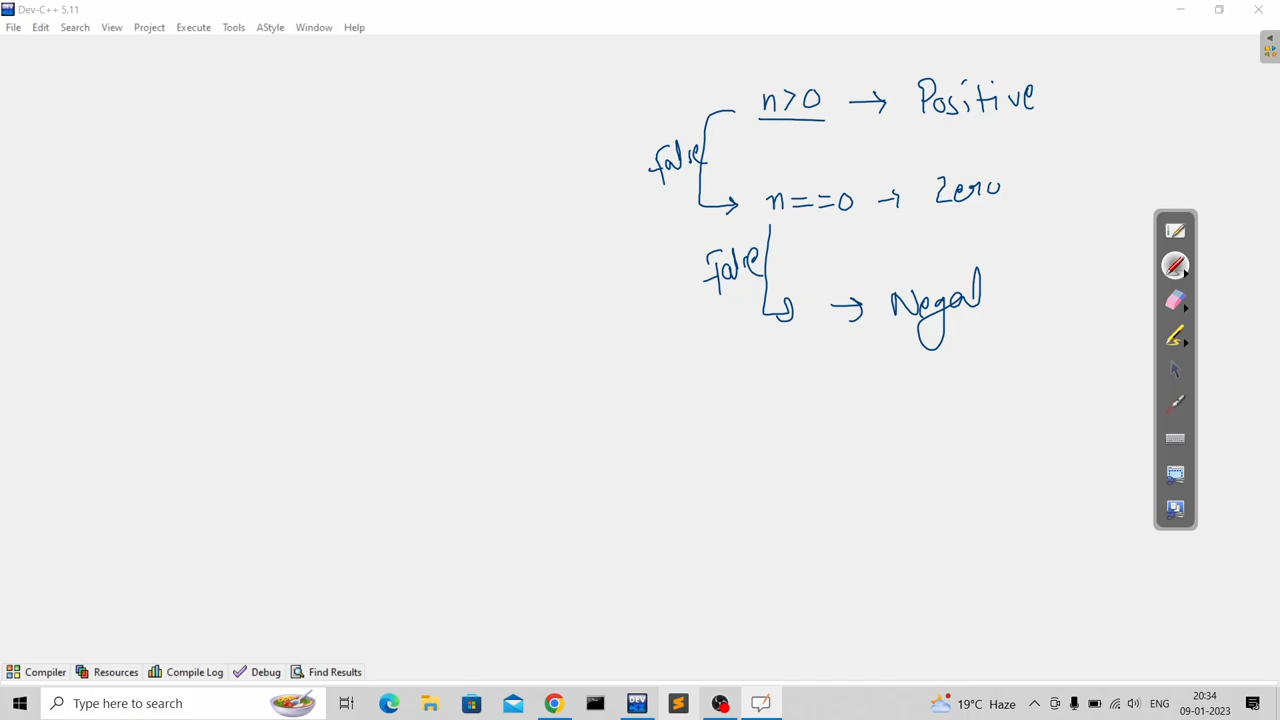 Dev-C++ 5.11
File Edit Search View Project Execute Tools AStyle Window Help
n>0 → Positive
false
n==0 → Zero
false
→ Negat
Compiler Resources Compile Log Debug Find Results
Type here to search
19°C Haze
ENG
20:34
09-01-2023